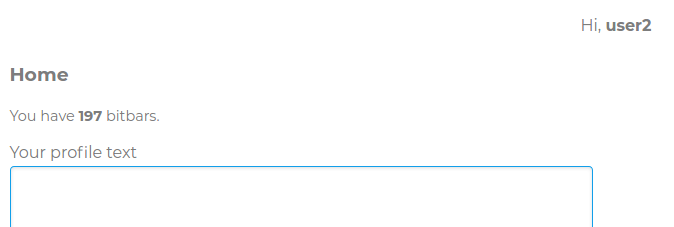 Hi, user2
Home
You have 197 bitbars.
Your profile text